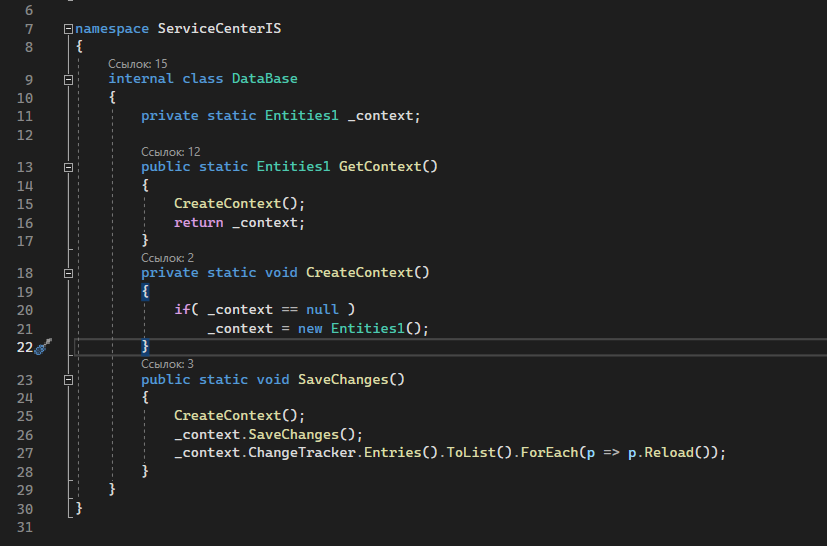 6
7 namespace ServiceCenterIS
8 {
Ссылок: 15
9 internal class DataBase
10 {
11 private static Entities1 _context;
12
Ссылок: 12
13 public static Entities1 GetContext()
14 {
15 CreateContext();
16 return _context;
17 }
Ссылок: 2
18 private static void CreateContext()
19 {
20 if( _context == null )
21 _context = new Entities1();
22 }
Ссылок: 3
23 public static void SaveChanges()
24 {
25 CreateContext();
26 _context.SaveChanges();
27 _context.ChangeTracker.Entries().ToList().ForEach(p => p.Reload());
28 }
29 }
30 }
31